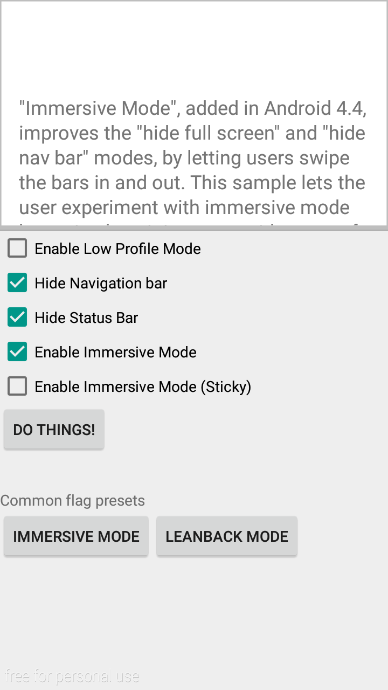 "Immersive Mode", added in Android 4.4,
improves the "hide full screen" and "hide
nav bar" modes, by letting users swipe
the bars in and out. This sample lets the
user experiment with immersive mode
Enable Low Profile Mode
Hide Navigation bar
Hide Status Bar
Enable Immersive Mode
Enable Immersive Mode (Sticky)
DO THINGS!
Common flag presets
IMMERSIVE MODE LEANBACK MODE
free for personal use